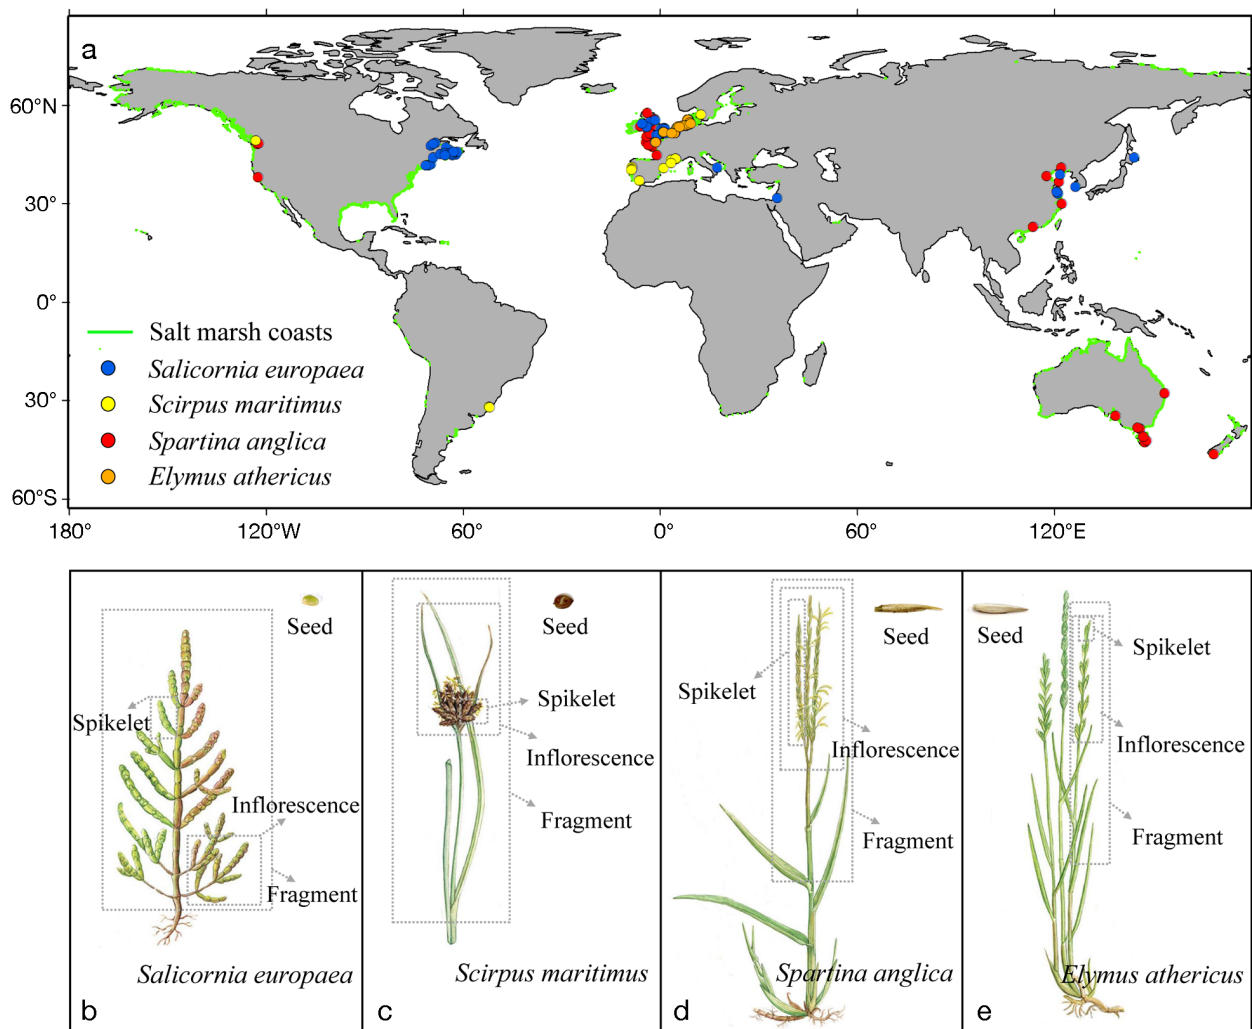 a
60°N
30°
0°
30°
60°S
180°
120°W
60°
0°
60°
120°E
Salt marsh coasts
Salicornia europaea
Scirpus maritimus
Spartina anglica
Elymus athericus
Seed
Spikelet
Inflorescence
Fragment
Salicornia europaea
b
Seed
Spikelet
Inflorescence
Fragment
Scirpus maritimus
c
Seed
Spikelet
Inflorescence
Fragment
Spartina anglica
d
Seed
Spikelet
Inflorescence
Fragment
Elymus athericus
e